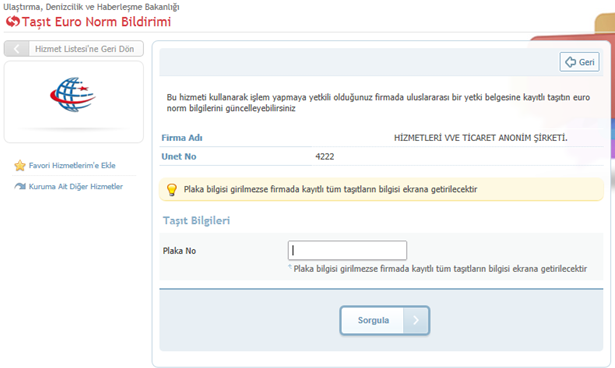 Ulaştırma, Denizcilik ve Haberleşme Bakanlığı
Taşıt Euro Norm Bildirimi
Hizmet Listesi'ne Geri Dön
Geri
Bu hizmeti kullanarak işlem yapmaya yetkili olduğunuz firmada uluslararası bir yetki belgesine kayıtlı taşıtın euro
norm bilgilerini güncelleyebilirsiniz
Firma Adı HİZMETLERİ VVE TİCARET ANONİM ŞİRKETİ.
Unet No 4222
Favori Hizmetlerim'e Ekle
Kuruma Ait Diğer Hizmetler
Plaka bilgisi girilmezse firmada kayıtlı tüm taşıtların bilgisi ekrana getirilecektir
Taşıt Bilgileri
Plaka No
Plaka bilgisi girilmezse firmada kayıtlı tüm taşıtların bilgisi ekrana getirilecektir
Sorgula